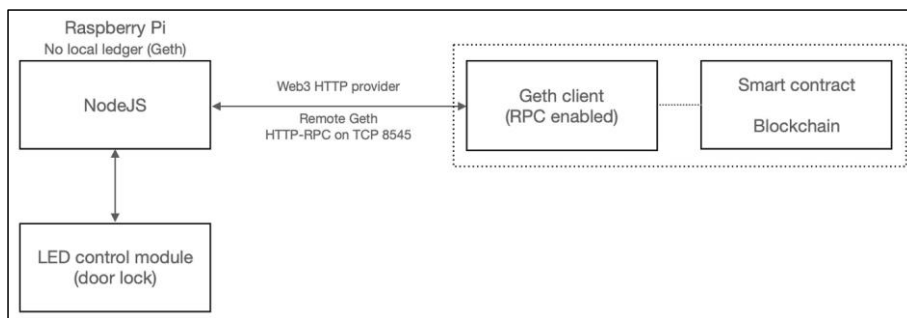 Raspberry Pi
No local ledger (Geth)
NodeJS
Web3 HTTP provider
Remote Geth
HTTP-RPC on TCP 8545
Geth client
(RPC enabled)
Smart contract
Blockchain
LED control module
(door lock)